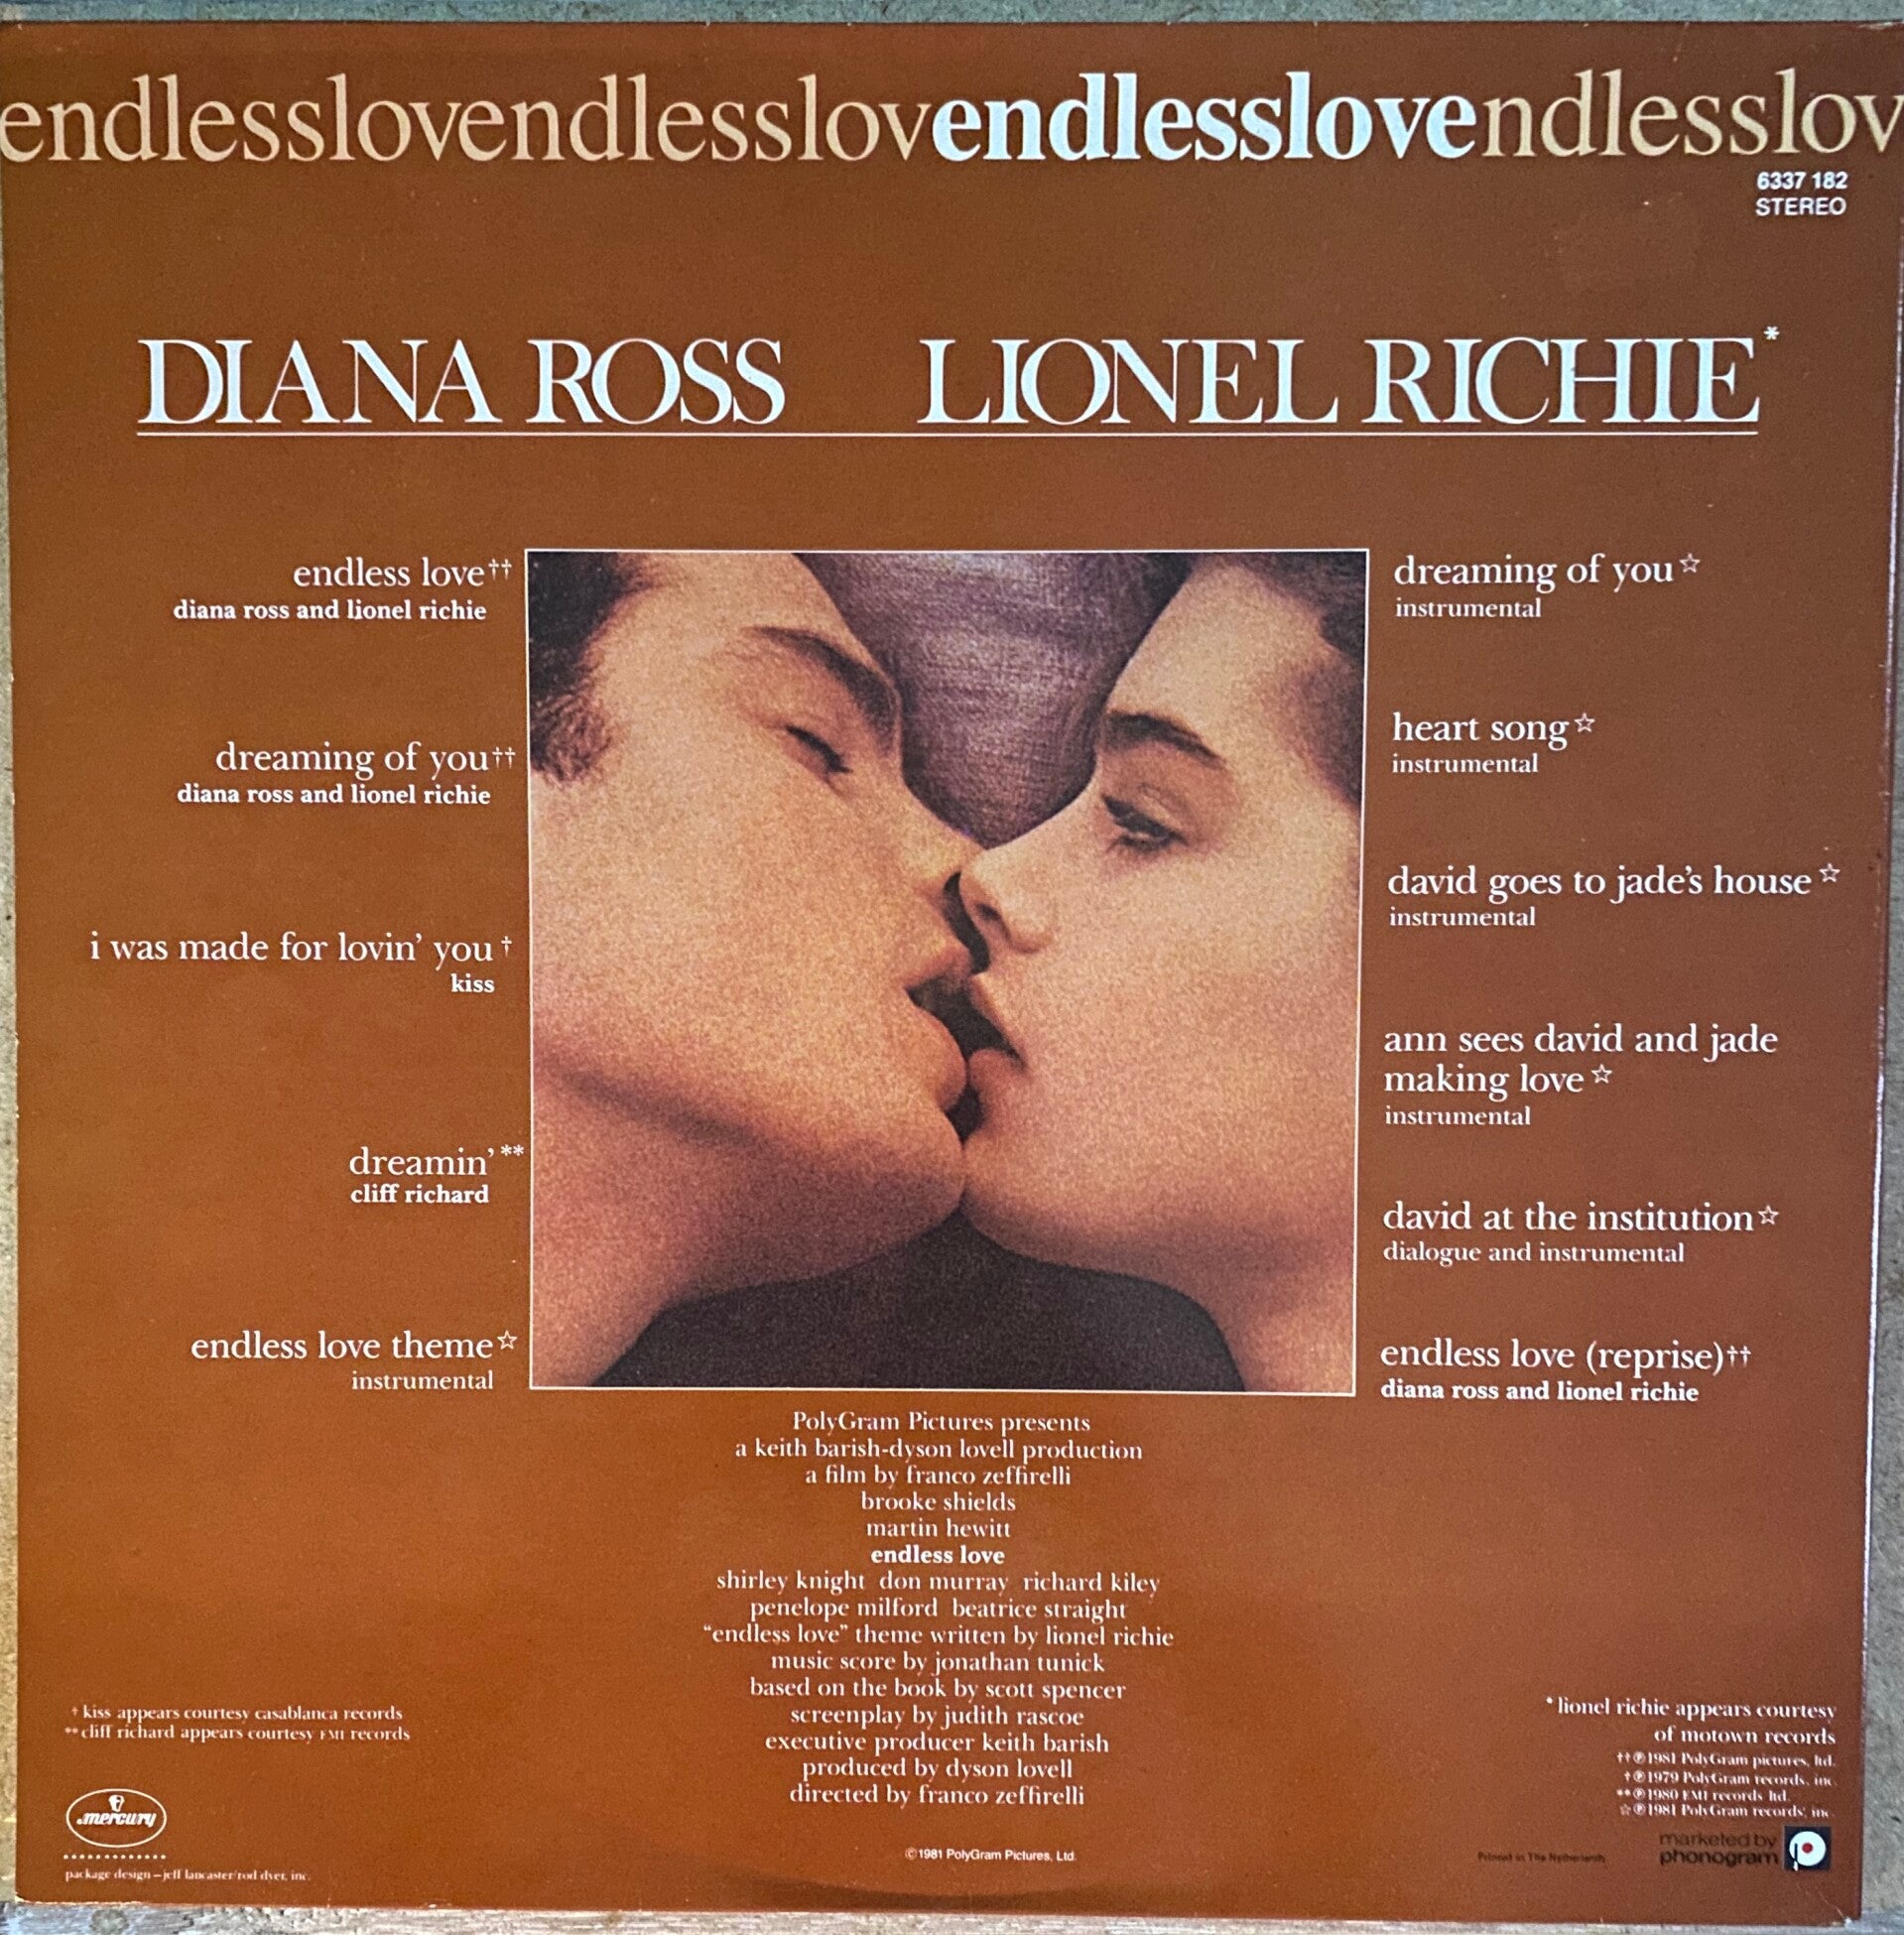 endlesslovendlesslovendlesslovendlesslov
6337 182
STEREO
DIANA ROSS LIONEL RICHIE*
endless love††
diana ross and lionel richie
dreaming of you††
diana ross and lionel richie
i was made for lovin’ you†
kiss
dreamin’**
cliff richard
endless love theme☆
instrumental
dreaming of you☆
instrumental
heart song☆
instrumental
david goes to jade’s house☆
instrumental
ann sees david and jade
making love☆
instrumental
david at the institution☆
dialogue and instrumental
endless love (reprise)††
diana ross and lionel richie
PolyGram Pictures presents
a keith barish-dyson lovell production
a film by franco zeffirelli
brooke shields
martin hewitt
endless love
shirley knight don murray richard kiley
penelope milford beatrice straight
“endless love” theme written by lionel richie
music score by jonathan tunick
based on the book by scott spencer
screenplay by judith rascoe
executive producer keith barish
produced by dyson lovell
directed by franco zeffirelli
©1981 PolyGram Pictures, Ltd.
† kiss appears courtesy casablanca records
** cliff richard appears courtesy EMI records
mercury
package design – jeff lancaster/rod dyer, inc.
* lionel richie appears courtesy
of motown records
††℗1981 PolyGram pictures, ltd.
†℗1979 PolyGram records, inc.
**℗1980 EMI records ltd.
☆℗1981 PolyGram records, inc.
Printed in The Netherlands
marketed by
phonogram